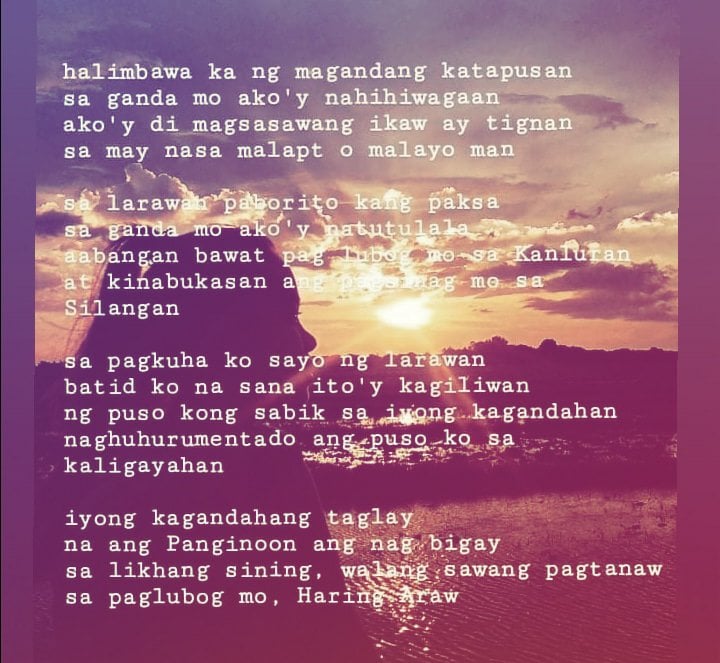 halimbawa ka ng magandang katapusan
sa ganda mo ako'y nahihiwagaan
ako'y di magsasawang ikaw ay tignan
sa may nasa malapt o malayo man
sa larawan paborito kang paksa
sa ganda mo ako'y natutulala
aabangan bawat pag lubog mo sa Kanluran
at kinabukasan ang pagsinag mo sa
Silangan
sa pagkuha ko sayo ng larawan
batid ko na sana ito'y kagiliwan
ng puso kong sabik sa iyong kagandahan
naghuhurumentado ang puso ko sa
kaligayahan
iyong kagandahang taglay
na ang Panginoon ang nag bigay
sa likhang sining, walang sawang pagtanaw
sa paglubog mo, Haring Araw